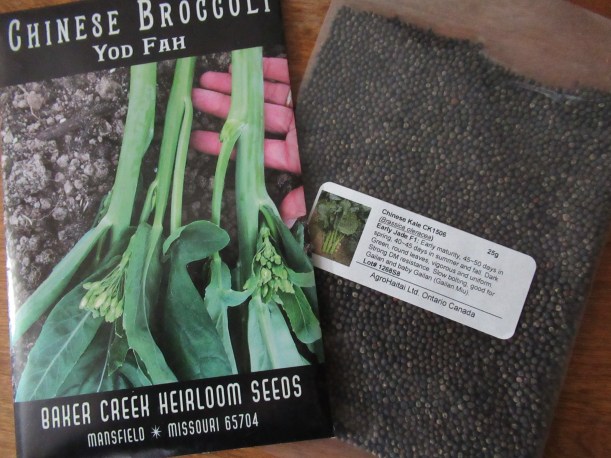 CHINESE BROCCOLI
YOD FAH
BAKER CREEK HEIRLOOM SEEDS
MANSFIELD * MISSOURI 65704
Chinese Kale CK1506
(Brassica oleracea) 25g
Early Jade F1, Early maturity, 45-50 days in
spring, 40-45 days in summer and fall. Dark
Green, round leaves, vigorous and uniform.
Strong DM resistance. Slow bolting, good for
Gailan and baby Gailan (Gailan Miu).
Lot# 1268S8
AgroHaitai Ltd. Ontario Canada